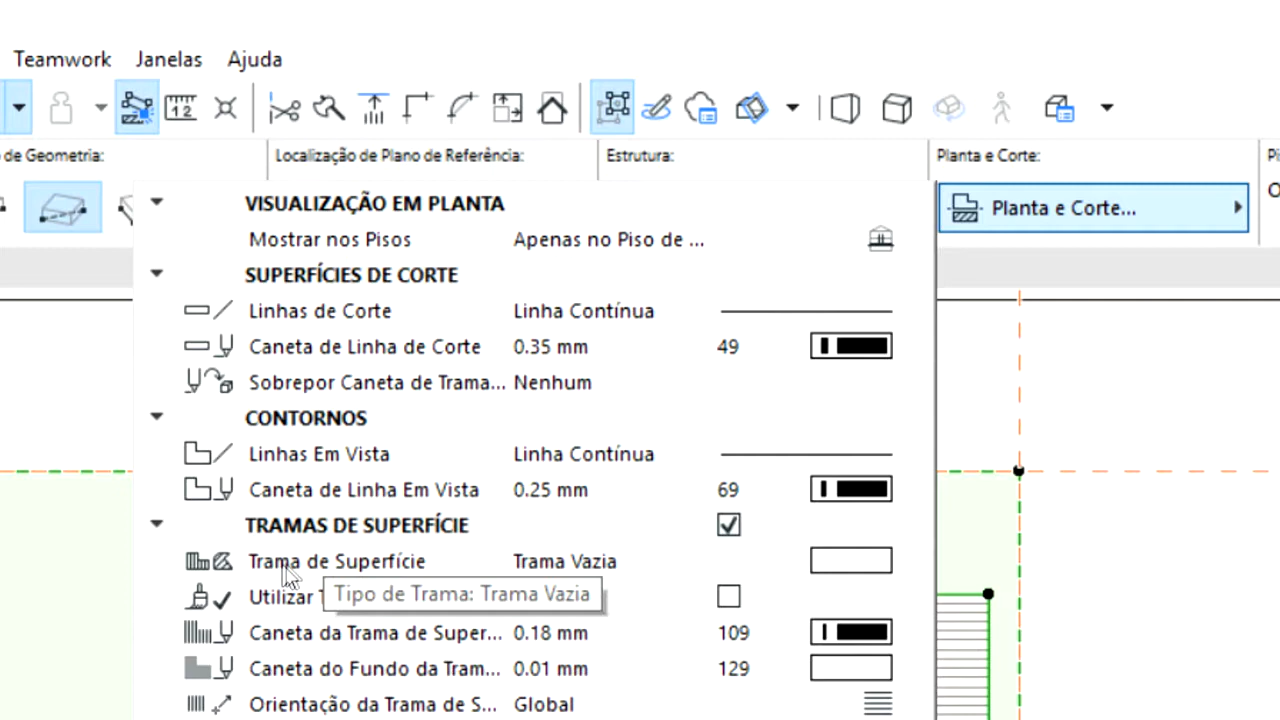 Teamwork Janelas Ajuda
1 2
de Geometria: Localização de Plano de Referência: Estrutura: Planta e Corte:
Planta e Corte...
VISUALIZAÇÃO EM PLANTA
Mostrar nos Pisos Apenas no Piso de ...
SUPERFÍCIES DE CORTE
Linhas de Corte Linha Contínua
Caneta de Linha de Corte 0.35 mm 49
Sobrepor Caneta de Trama... Nenhum
CONTORNOS
Linhas Em Vista Linha Contínua
Caneta de Linha Em Vista 0.25 mm 69
TRAMAS DE SUPERFÍCIE
Trama de Superfície Trama Vazia
Utilizar
Tipo de Trama: Trama Vazia
Caneta da Trama de Super... 0.18 mm 109
Caneta do Fundo da Tram... 0.01 mm 129
Orientação da Trama de S... Global